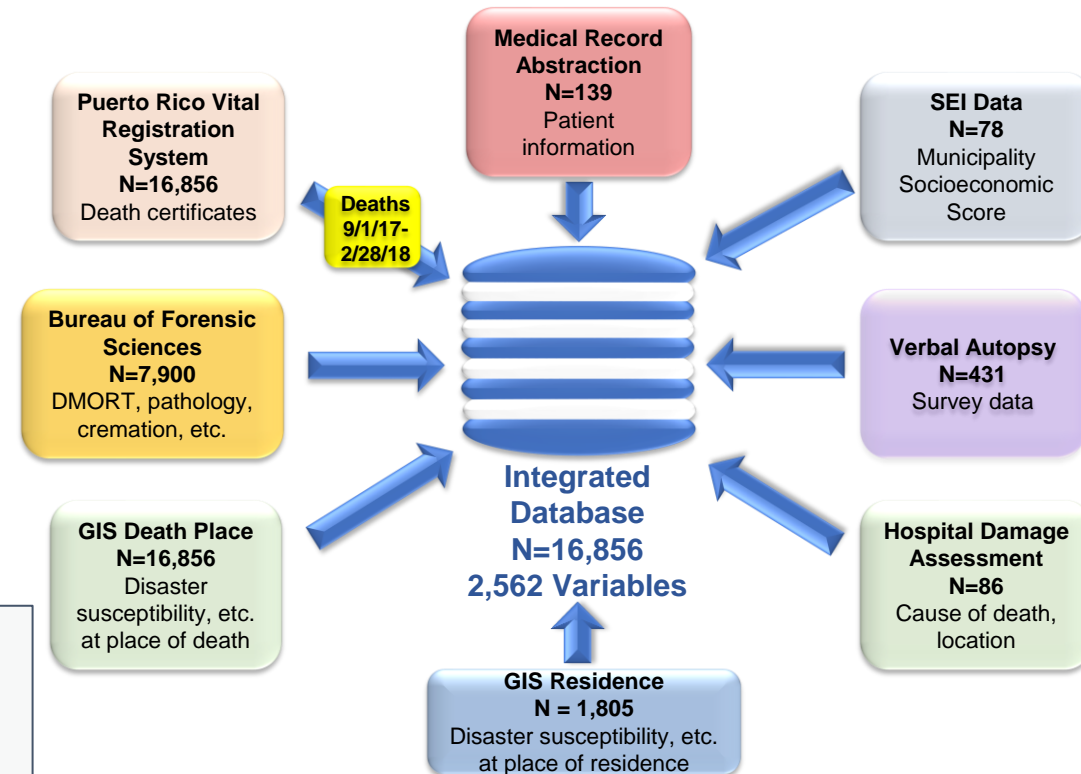 Medical Record
Abstraction
N=139
Patient
information
Puerto Rico Vital
Registration
System
N=16,856
Death certificates
Deaths
9/1/17-
2/28/18
SEI Data
N=78
Municipality
Socioeconomic
Score
Bureau of Forensic
Sciences
N=7,900
DMORT, pathology,
cremation, etc.
Verbal Autopsy
N=431
Survey data
Integrated
Database
N=16,856
2,562 Variables
GIS Death Place
N=16,856
Disaster
susceptibility, etc.
at place of death
Hospital Damage
Assessment
N=86
Cause of death,
location
GIS Residence
N = 1,805
Disaster susceptibility, etc.
at place of residence